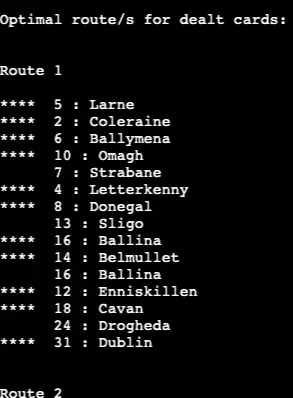 Optimal route/s for dealt cards:
Route 1
**** 5 : Larne
**** 2 : Coleraine
**** 6 : Ballymena
**** 10 : Omagh
7 : Strabane
**** 4 : Letterkenny
**** 8 : Donegal
13 : Sligo
**** 16 : Ballina
**** 14 : Belmullet
16 : Ballina
**** 12 : Enniskillen
**** 18 : Cavan
24 : Drogheda
**** 31 : Dublin
Route 2